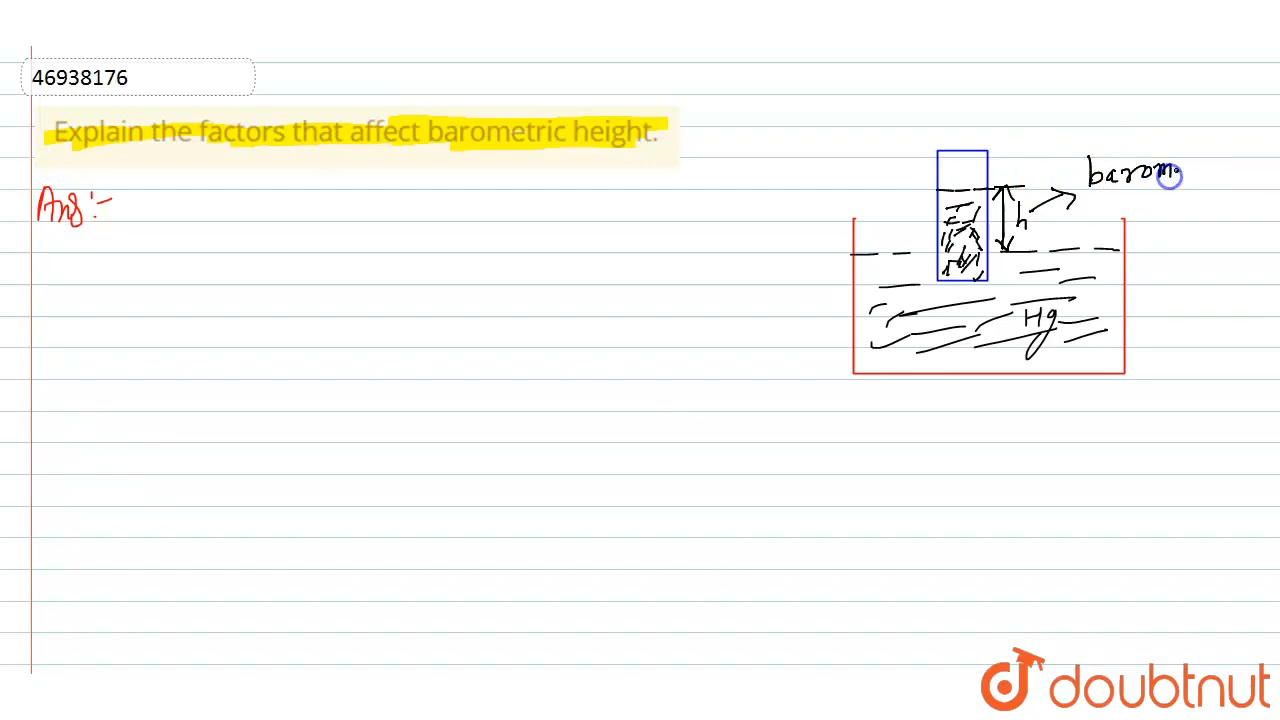 46938176
Explain the factors that affect barometric height.
Ans :-
barom
h
Hg
doubtnut